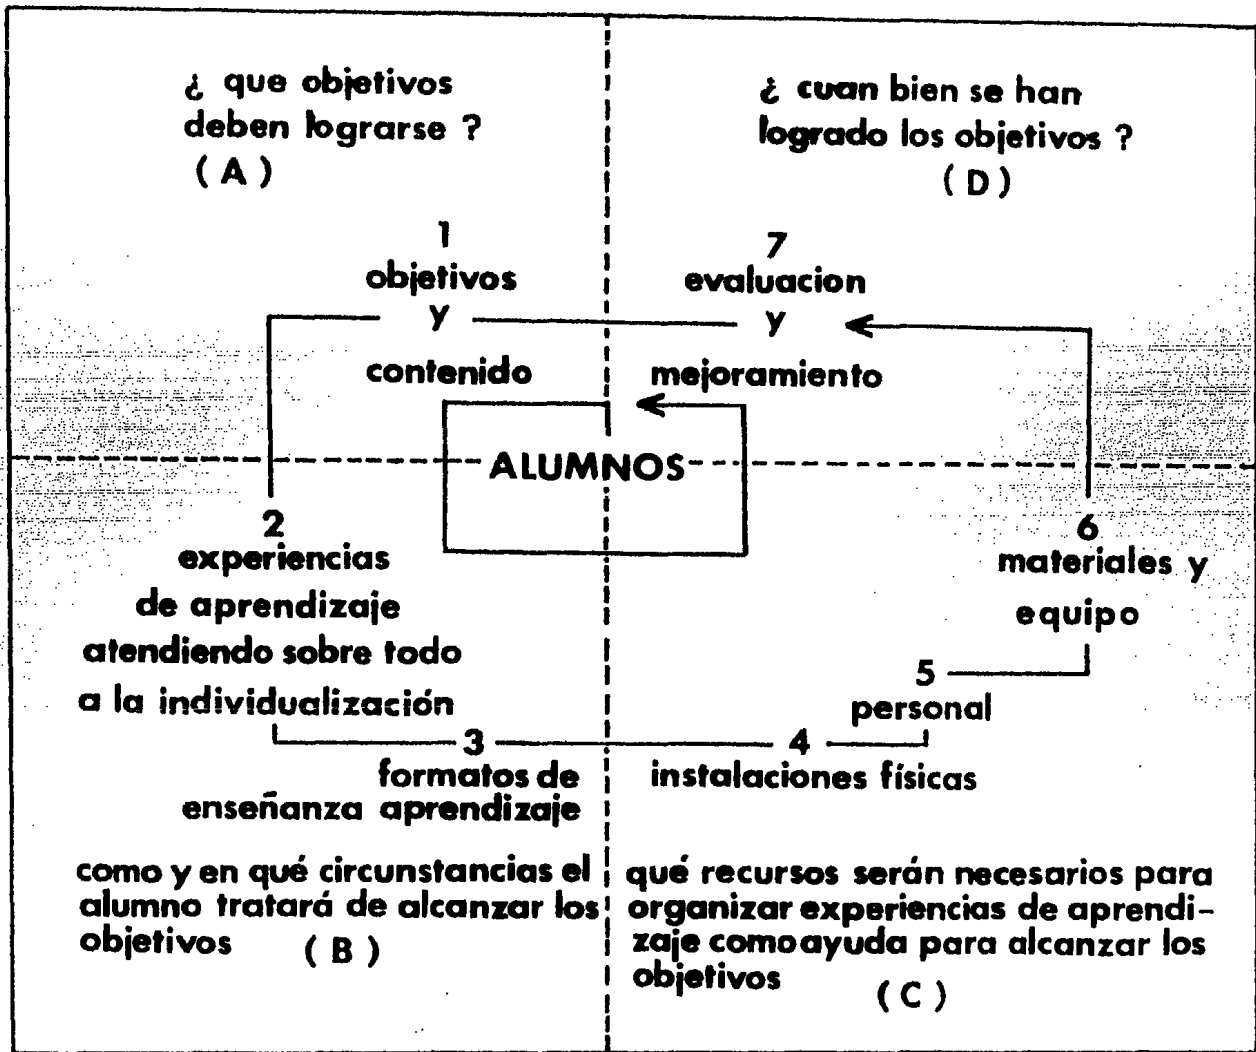 ¿ que objetivos
deben lograrse ?
( A )
¿ cuan bien se han
logrado los objetivos ?
( D )
1
objetivos
y
contenido
7
evaluacion
y
mejoramiento
ALUMNOS
2
experiencias
de aprendizaje
atendiendo sobre todo
a la individualización
6
materiales y
equipo
5
personal
3
formatos de
enseñanza aprendizaje
4
instalaciones físicas
como y en qué circunstancias el
alumno tratará de alcanzar los
objetivos ( B )
qué recursos serán necesarios para
organizar experiencias de aprendi-
zaje como ayuda para alcanzar los
objetivos ( C )